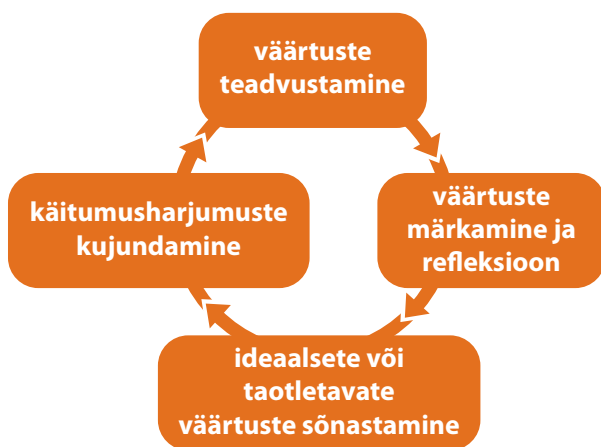 väärtuste
teadvustamine
väärtuste
märkamine ja
refleksioon
ideaalsete või
taotletavate
väärtuste sõnastamine
käitumusharjumuste
kujundamine